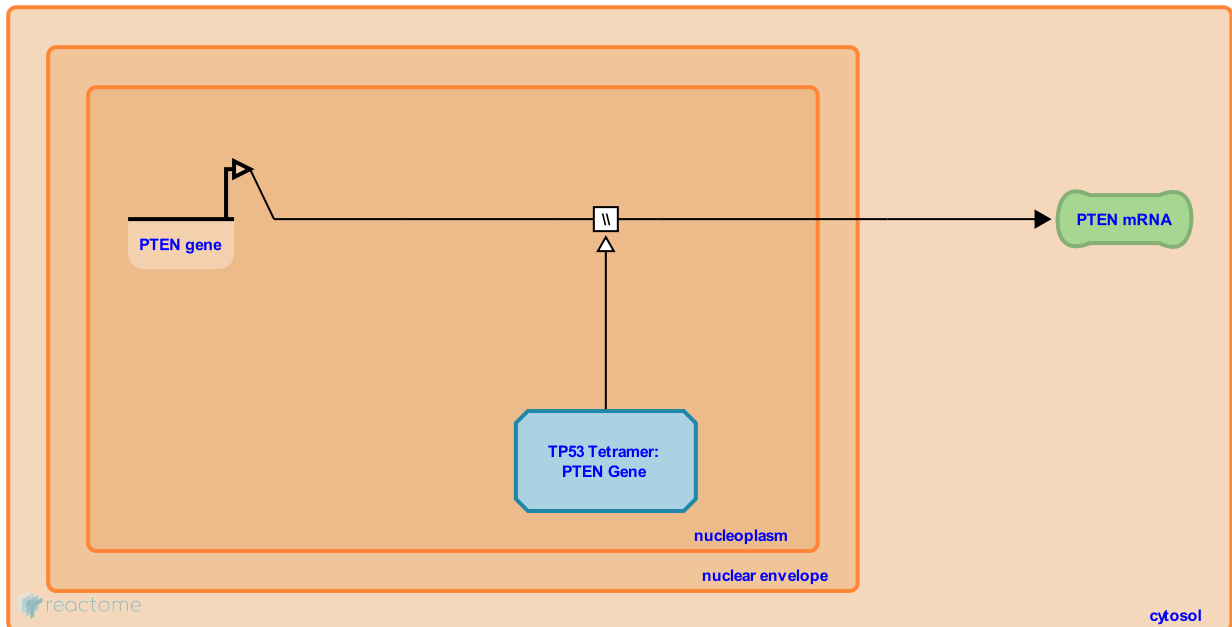 PTEN gene
\\
PTEN mRNA
TP53 Tetramer:
PTEN Gene
nucleoplasm
nuclear envelope
reactome
cytosol